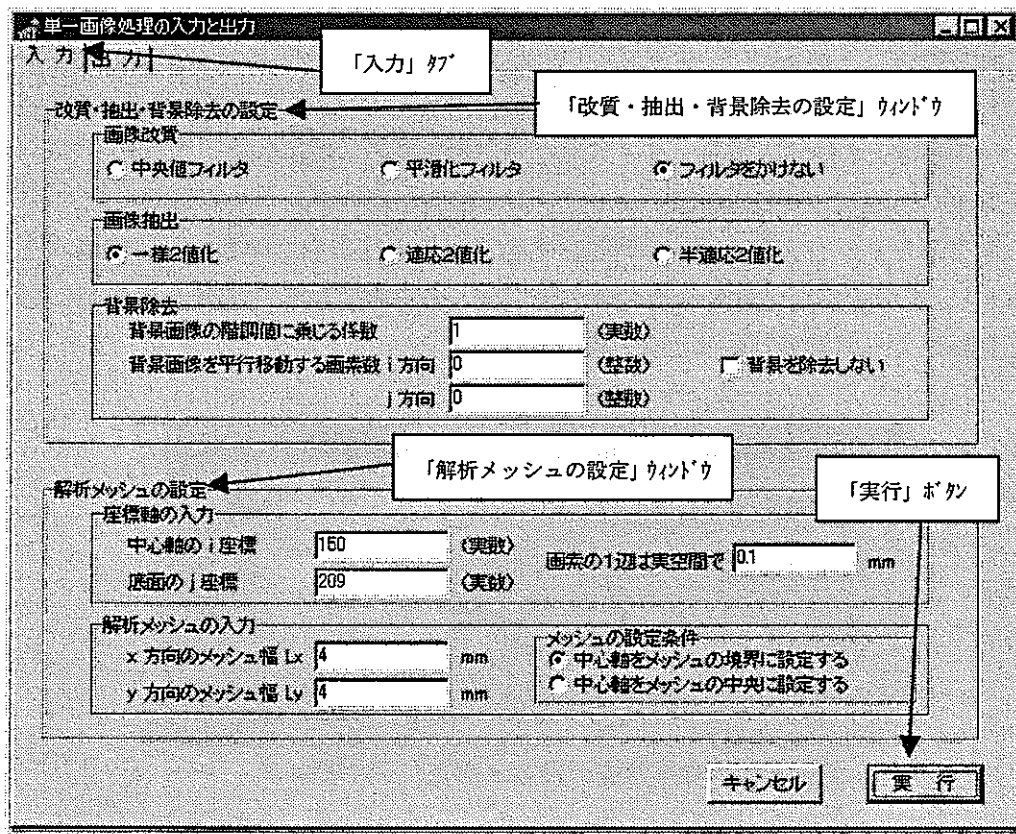 単一画像処理の入力と出力
入 力 出 力
「入力」ﾀﾌﾞ
改質・抽出・背景除去の設定
「改質・抽出・背景除去の設定」ｳｨﾝﾄﾞｳ
画像改質
中央値フィルタ 平滑化フィルタ フィルタをかけない
画像抽出
一様2値化 適応2値化 半適応2値化
背景除去
背景画像の階調値に乗じる係数 1 (実数)
背景画像を平行移動する画素数 i 方向 0 (整数) 背景を除去しない
j 方向 0 (整数)
「解析メッシュの設定」ｳｨﾝﾄﾞｳ
解析メッシュの設定
「実行」ﾎﾞﾀﾝ
座標軸の入力
中心軸の i 座標 160 (実数) 画素の1辺は実空間で 0.1 mm
底面の j 座標 209 (実数)
解析メッシュの入力
x 方向のメッシュ幅 Lx 4 mm
y 方向のメッシュ幅 Ly 4 mm
メッシュの設定条件
中心軸をメッシュの境界に設定する
中心軸をメッシュの中央に設定する
キャンセル 実 行